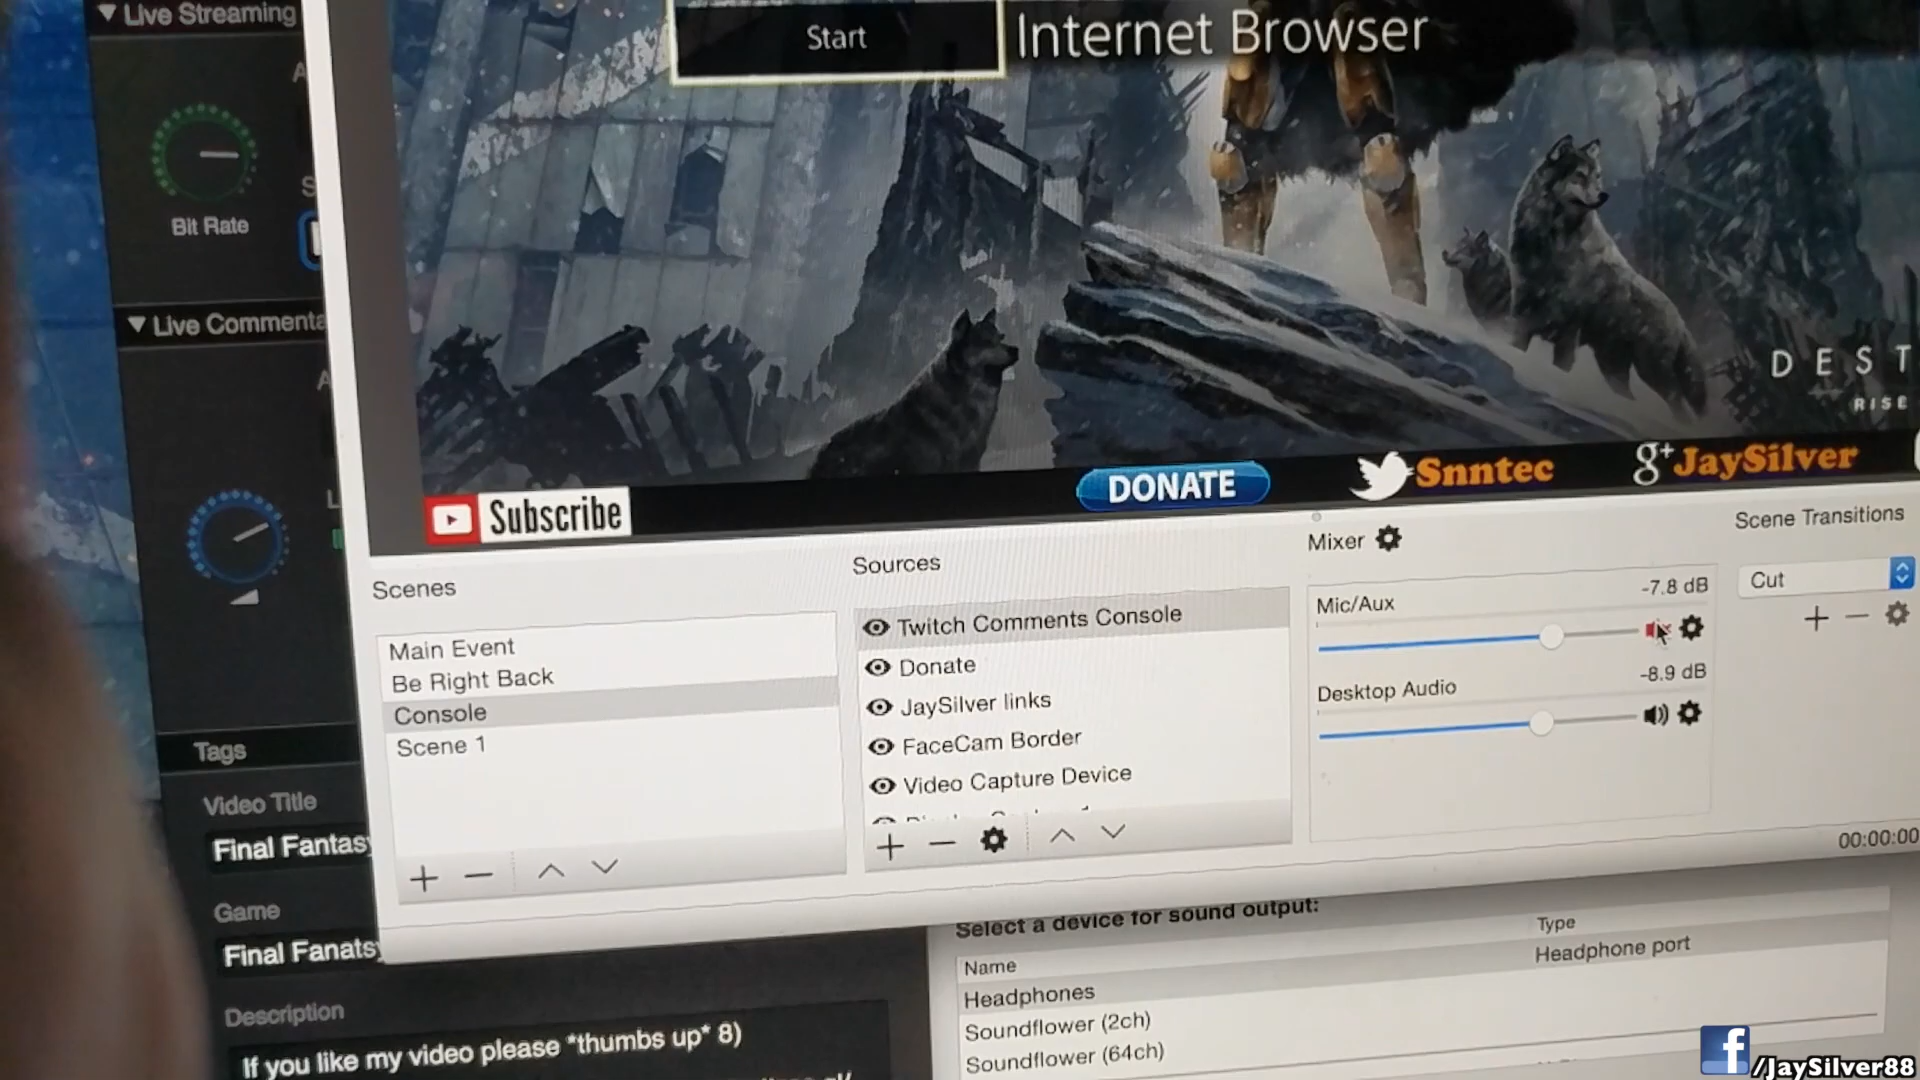 Live Streaming
Start
Internet Browser
Bit Rate
DEST
RISE
DONATE
Snntec
g+JaySilver
Subscribe
Scenes
Main Event
Be Right Back
Console
Scene 1
Sources
Twitch Comments Console
Donate
JaySilver links
FaceCam Border
Video Capture Device
Mixer
Mic/Aux
-7.8 dB
Desktop Audio
-8.9 dB
Scene Transitions
Cut
00:00:00
Live Commenta
Tags
Video Title
Final Fantasy
Game
Final Fanatsy
Description
If you like my video please *thumbs up* 8)
Select a device for sound output:
Name
Type
Headphones
Headphone port
Soundflower (2ch)
Soundflower (64ch)
f/JaySilver88